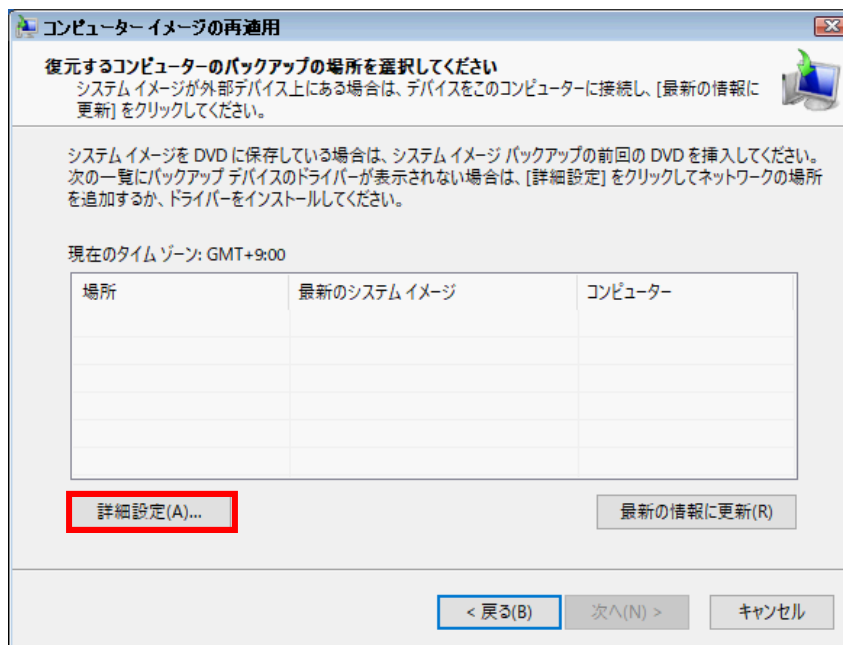 コンピューター イメージの再適用
復元するコンピューターのバックアップの場所を選択してください
システム イメージが外部デバイス上にある場合は、デバイスをこのコンピューターに接続し、[最新の情報に
更新] をクリックしてください。
システム イメージを DVD に保存している場合は、システム イメージ バックアップの前回の DVD を挿入してください。
次の一覧にバックアップ デバイスのドライバーが表示されない場合は、[詳細設定] をクリックしてネットワークの場所
を追加するか、ドライバーをインストールしてください。
現在のタイム ゾーン: GMT+9:00
場所 最新のシステム イメージ コンピューター
詳細設定(A)... 最新の情報に更新(R)
< 戻る(B) 次へ(N) > キャンセル